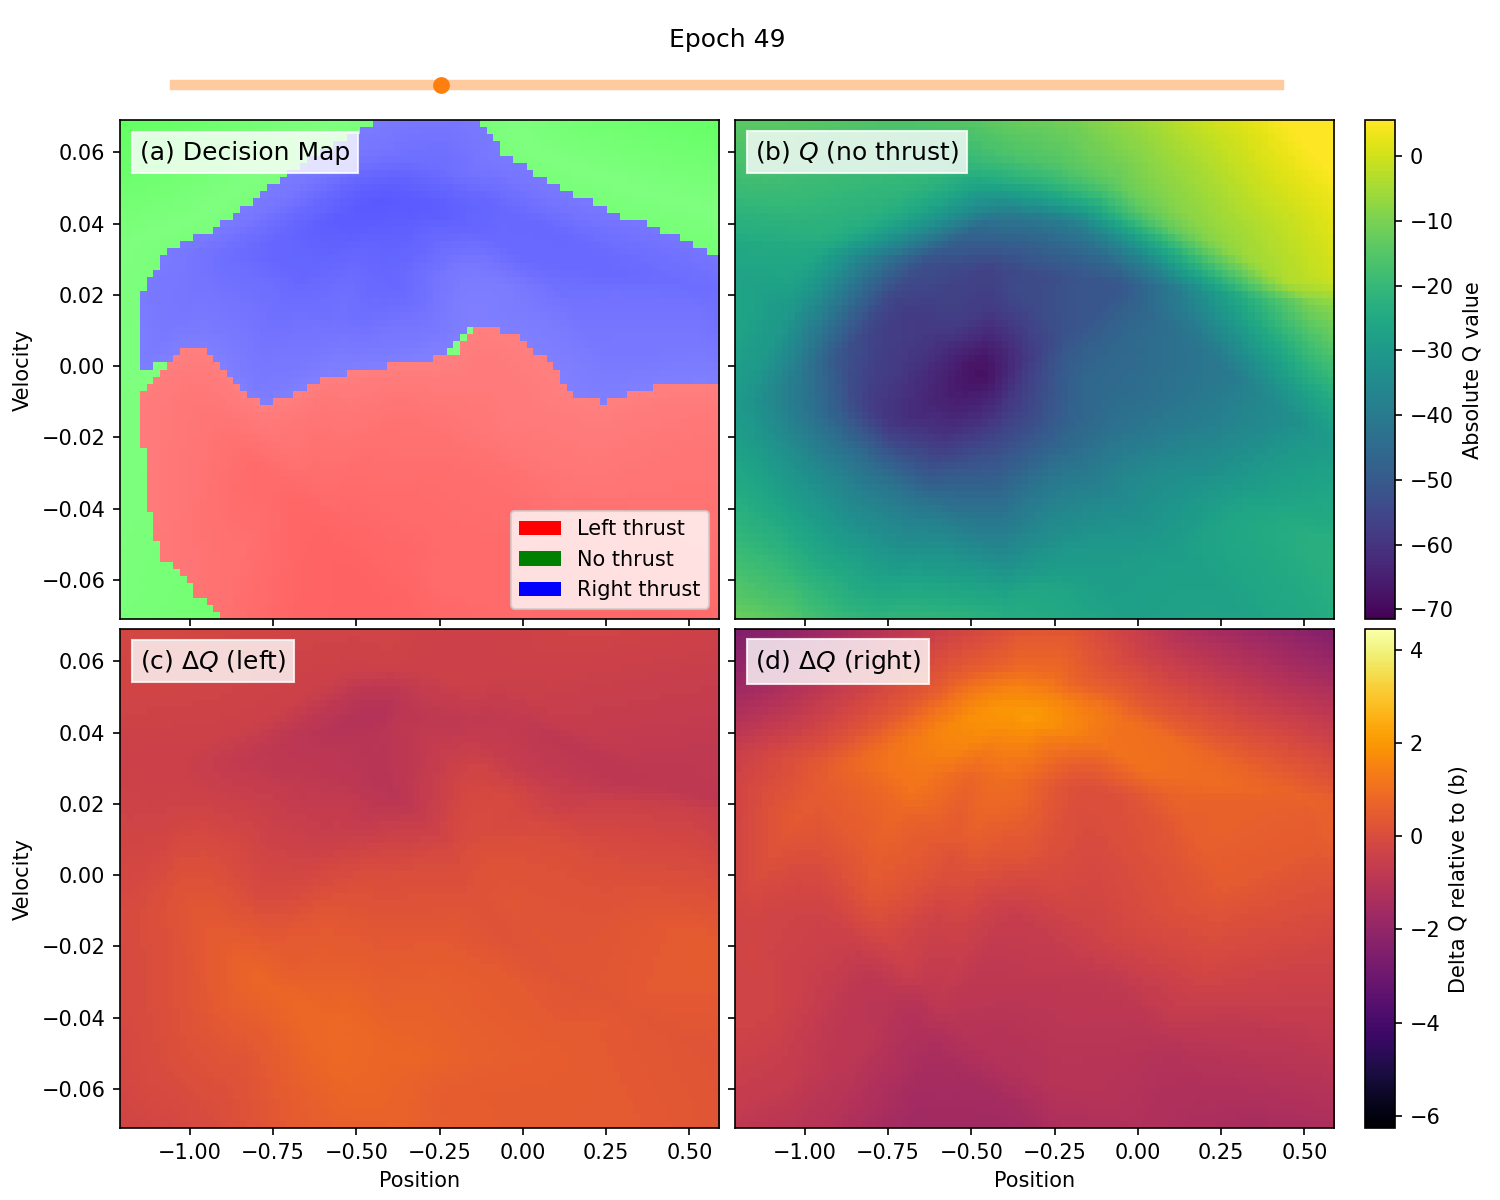 Epoch 49
(a) Decision Map
(b) Q (no thrust)
0.06
0.04
0.02
0.00
−0.02
−0.04
−0.06
Velocity
Left thrust
No thrust
Right thrust
0
−10
−20
−30
−40
−50
−60
−70
Absolute Q value
(c) ΔQ (left)
(d) ΔQ (right)
0.06
0.04
0.02
0.00
−0.02
−0.04
−0.06
Velocity
4
2
0
−2
−4
−6
Delta Q relative to (b)
−1.00 −0.75 −0.50 −0.25 0.00 0.25 0.50
Position
−1.00 −0.75 −0.50 −0.25 0.00 0.25 0.50
Position